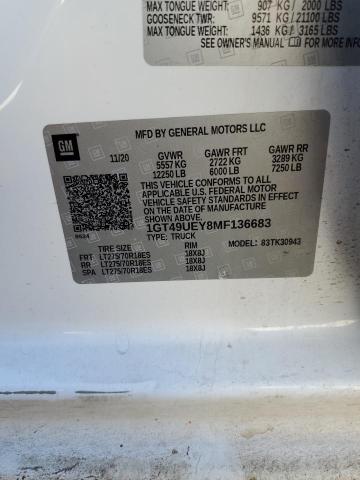 MAX TONGUE WEIGHT: 907 KG / 2000 LBS
GOOSENECK TWR: 9571 KG/21100 LBS
MAX TONGUE WEIGHT: 1436 KG/ 3165 LBS
SEE OWNER'S MANUAL
GM
MFD BY GENERAL MOTORS LLC
11/20 GVWR GAWR FRT GAWR RR
5557 KG 2722 KG 3289 KG
12250 LB 6000 LB 7250 LB
THIS VEHICLE CONFORMS TO ALL APPLICABLE U.S. FEDERAL MOTOR
VEHICLE SAFETY STANDARDS IN EFFECT ON THE
DATE OF MANUFACTURE SHOWN ABOVE.
1GT49UEY8MF136683
TYPE: TRUCK MODEL: 83TK30943
TIRE SIZE RIM
FRT LT275/70R18ES 18X8J
RR LT275/70R18ES 18X8J
SPA LT275/70R18ES 18X8J